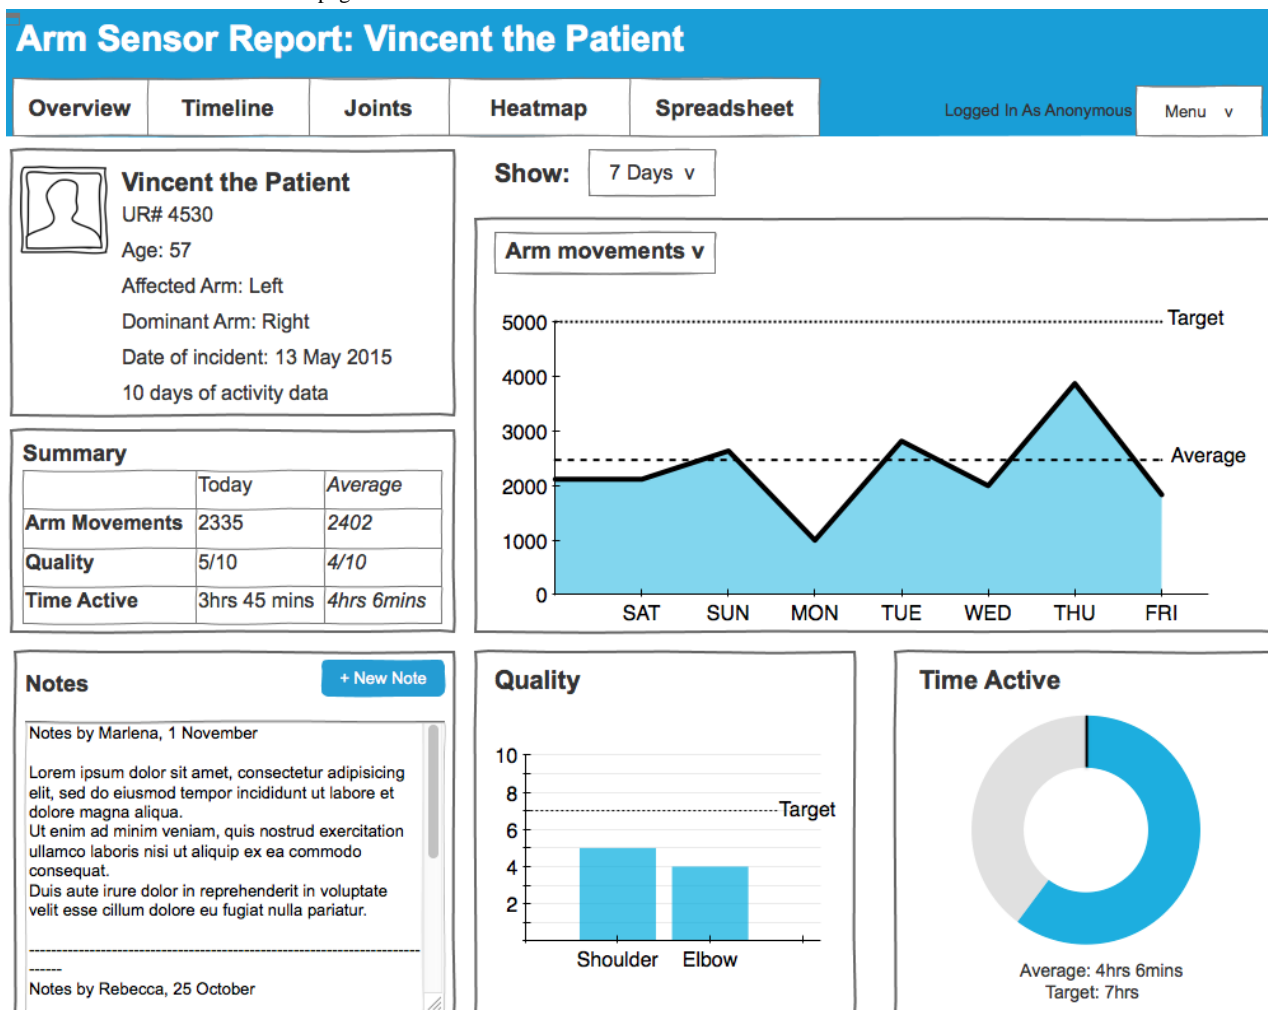 Arm Sensor Report: Vincent the Patient
Overview Timeline Joints Heatmap Spreadsheet Logged In As Anonymous Menu v
Vincent the Patient
UR# 4530
Age: 57
Affected Arm: Left
Dominant Arm: Right
Date of incident: 13 May 2015
10 days of activity data
Show: 7 Days v
Arm movements v
5000 Target
4000
3000
Average
2000
1000
0
SAT SUN MON TUE WED THU FRI
Summary
Today Average
Arm Movements 2335 2402
Quality 5/10 4/10
Time Active 3hrs 45 mins 4hrs 6mins
Notes + New Note
Notes by Marlena, 1 November
Lorem ipsum dolor sit amet, consectetur adipisicing
elit, sed do eiusmod tempor incididunt ut labore et
dolore magna aliqua.
Ut enim ad minim veniam, quis nostrud exercitation
ullamco laboris nisi ut aliquip ex ea commodo
consequat.
Duis aute irure dolor in reprehenderit in voluptate
velit esse cillum dolore eu fugiat nulla pariatur.
Notes by Rebecca, 25 October
Quality
10
8
Target
6
4
2
Shoulder Elbow
Time Active
Average: 4hrs 6mins
Target: 7hrs